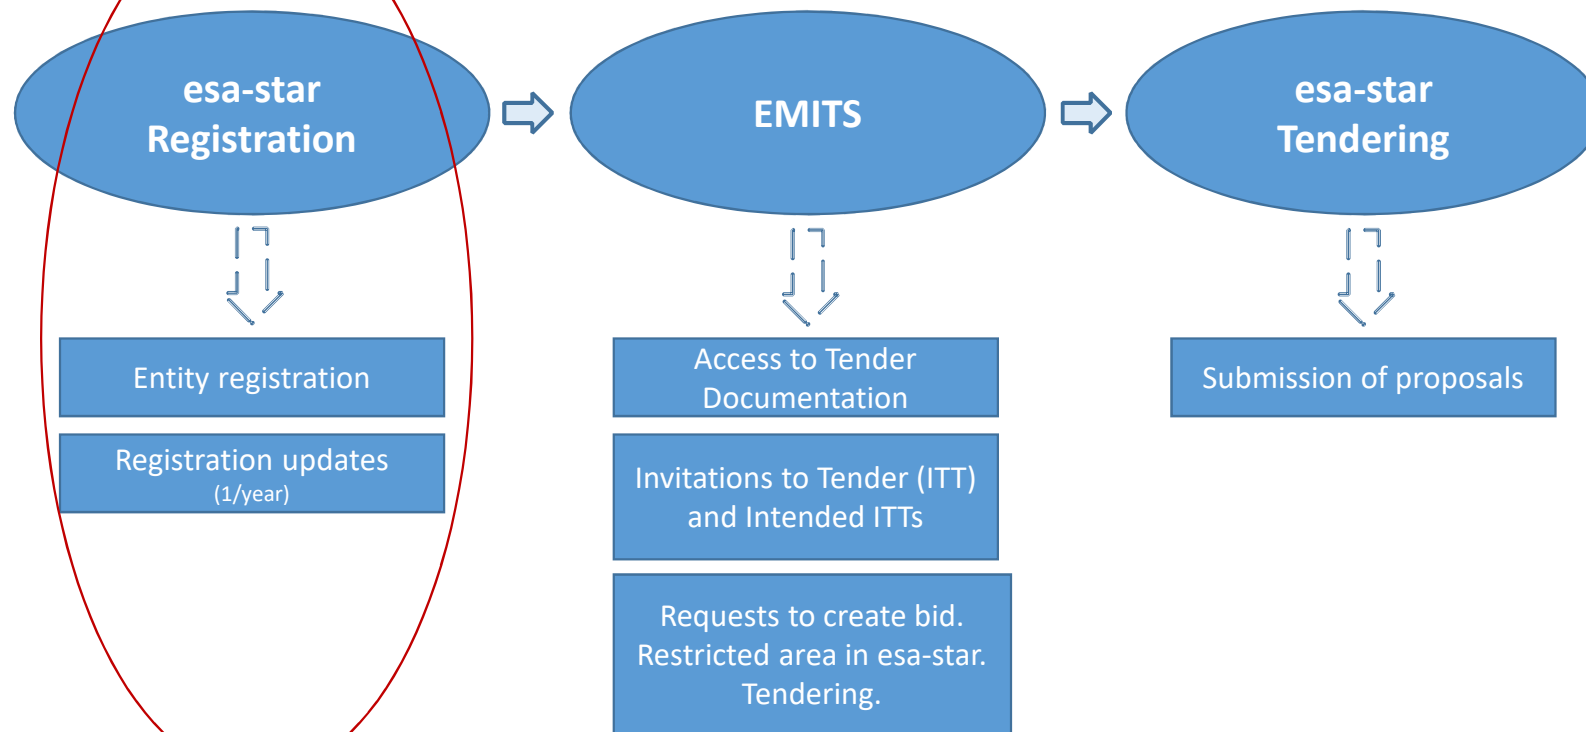 esa-star
Registration
EMITS
esa-star
Tendering
Entity registration
Registration updates
(1/year)
Access to Tender
Documentation
Invitations to Tender (ITT)
and Intended ITTs
Requests to create bid.
Restricted area in esa-star.
Tendering.
Submission of proposals